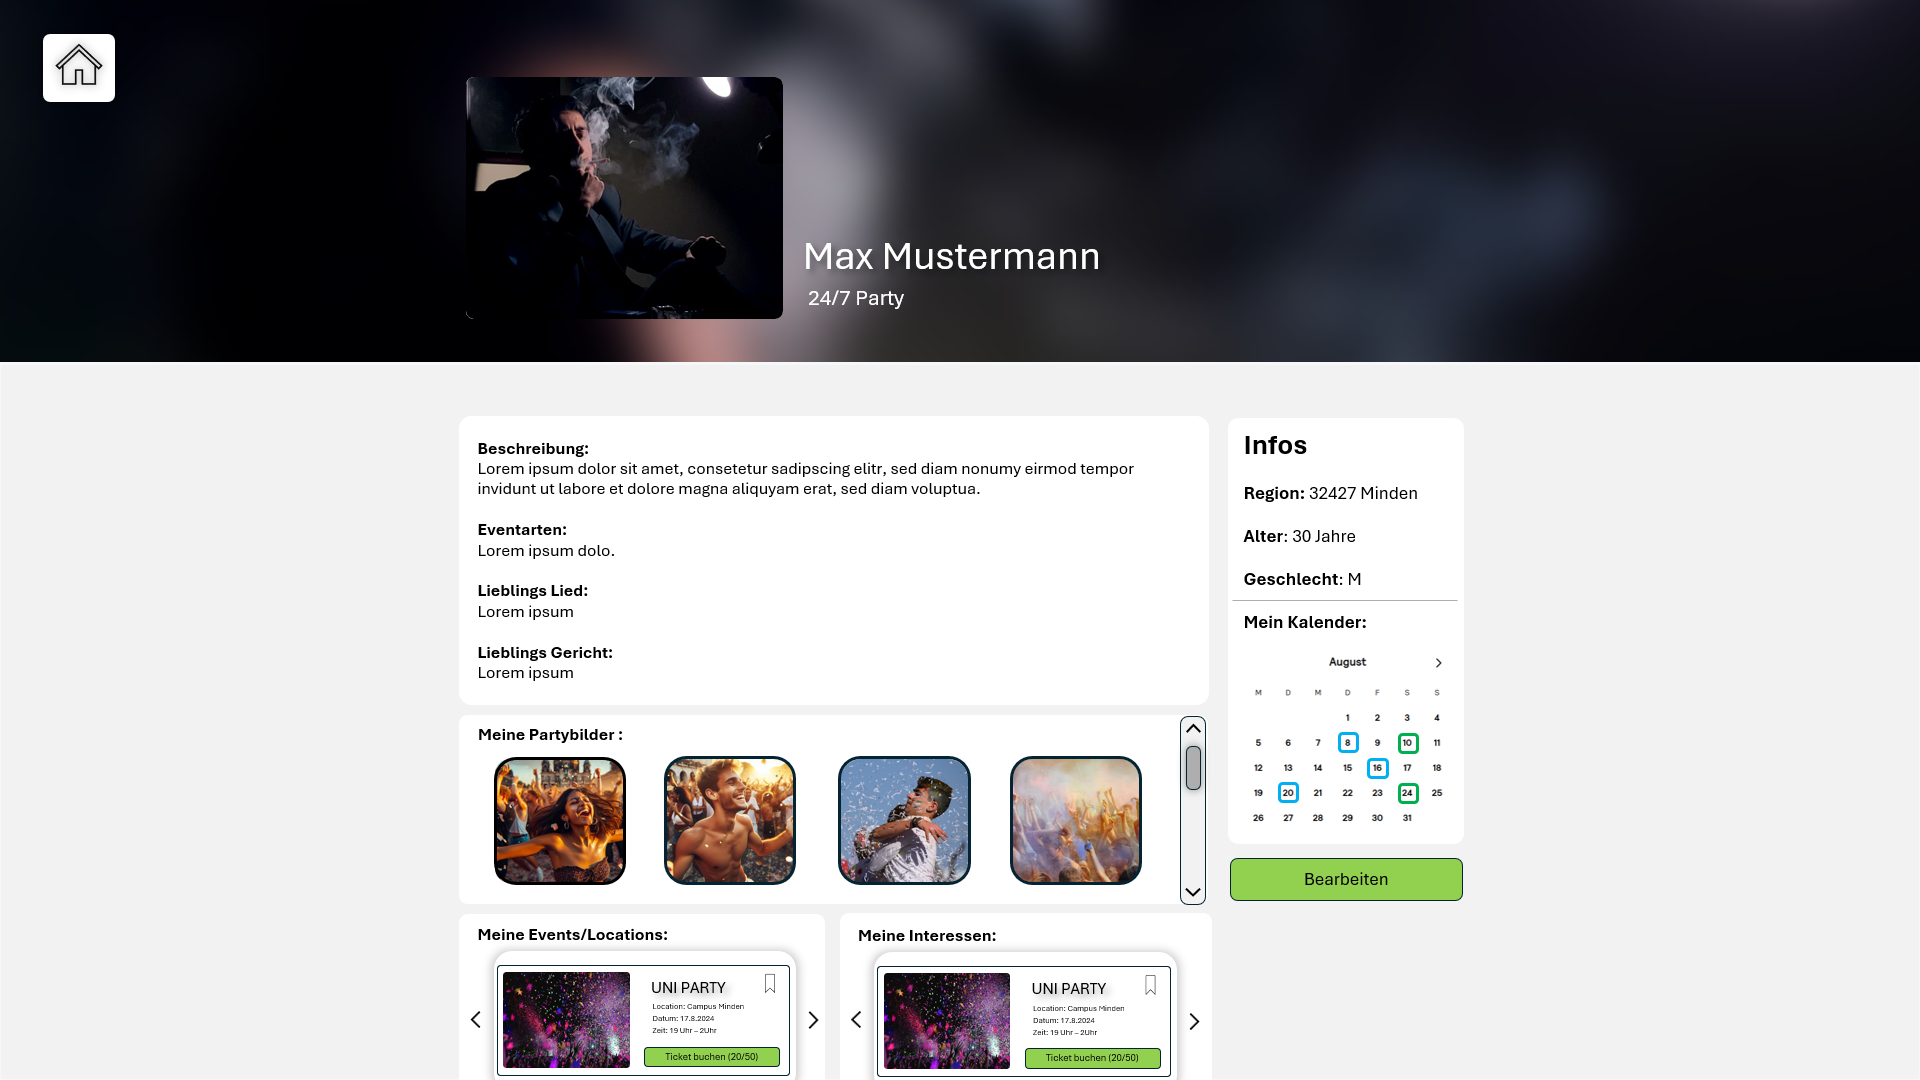 Max Mustermann
24/7 Party
Beschreibung:
Lorem ipsum dolor sit amet, consetetur sadipscing elitr, sed diam nonumy eirmod tempor
invidunt ut labore et dolore magna aliquyam erat, sed diam voluptua.
Eventarten:
Lorem ipsum dolo.
Lieblings Lied:
Lorem ipsum
Lieblings Gericht:
Lorem ipsum
Infos
Region: 32427 Minden
Alter: 30 Jahre
Geschlecht: M
Mein Kalender:
August
M D M D F S S
1 2 3 4
5 6 7 8 9 10 11
12 13 14 15 16 17 18
19 20 21 22 23 24 25
26 27 28 29 30 31
Bearbeiten
Meine Partybilder :
Meine Events/Locations:
UNI PARTY
Location: Campus Minden
Datum: 17.8.2024
Zeit: 19 Uhr – 2Uhr
Ticket buchen (20/50)
Meine Interessen:
UNI PARTY
Location: Campus Minden
Datum: 17.8.2024
Zeit: 19 Uhr – 2Uhr
Ticket buchen (20/50)